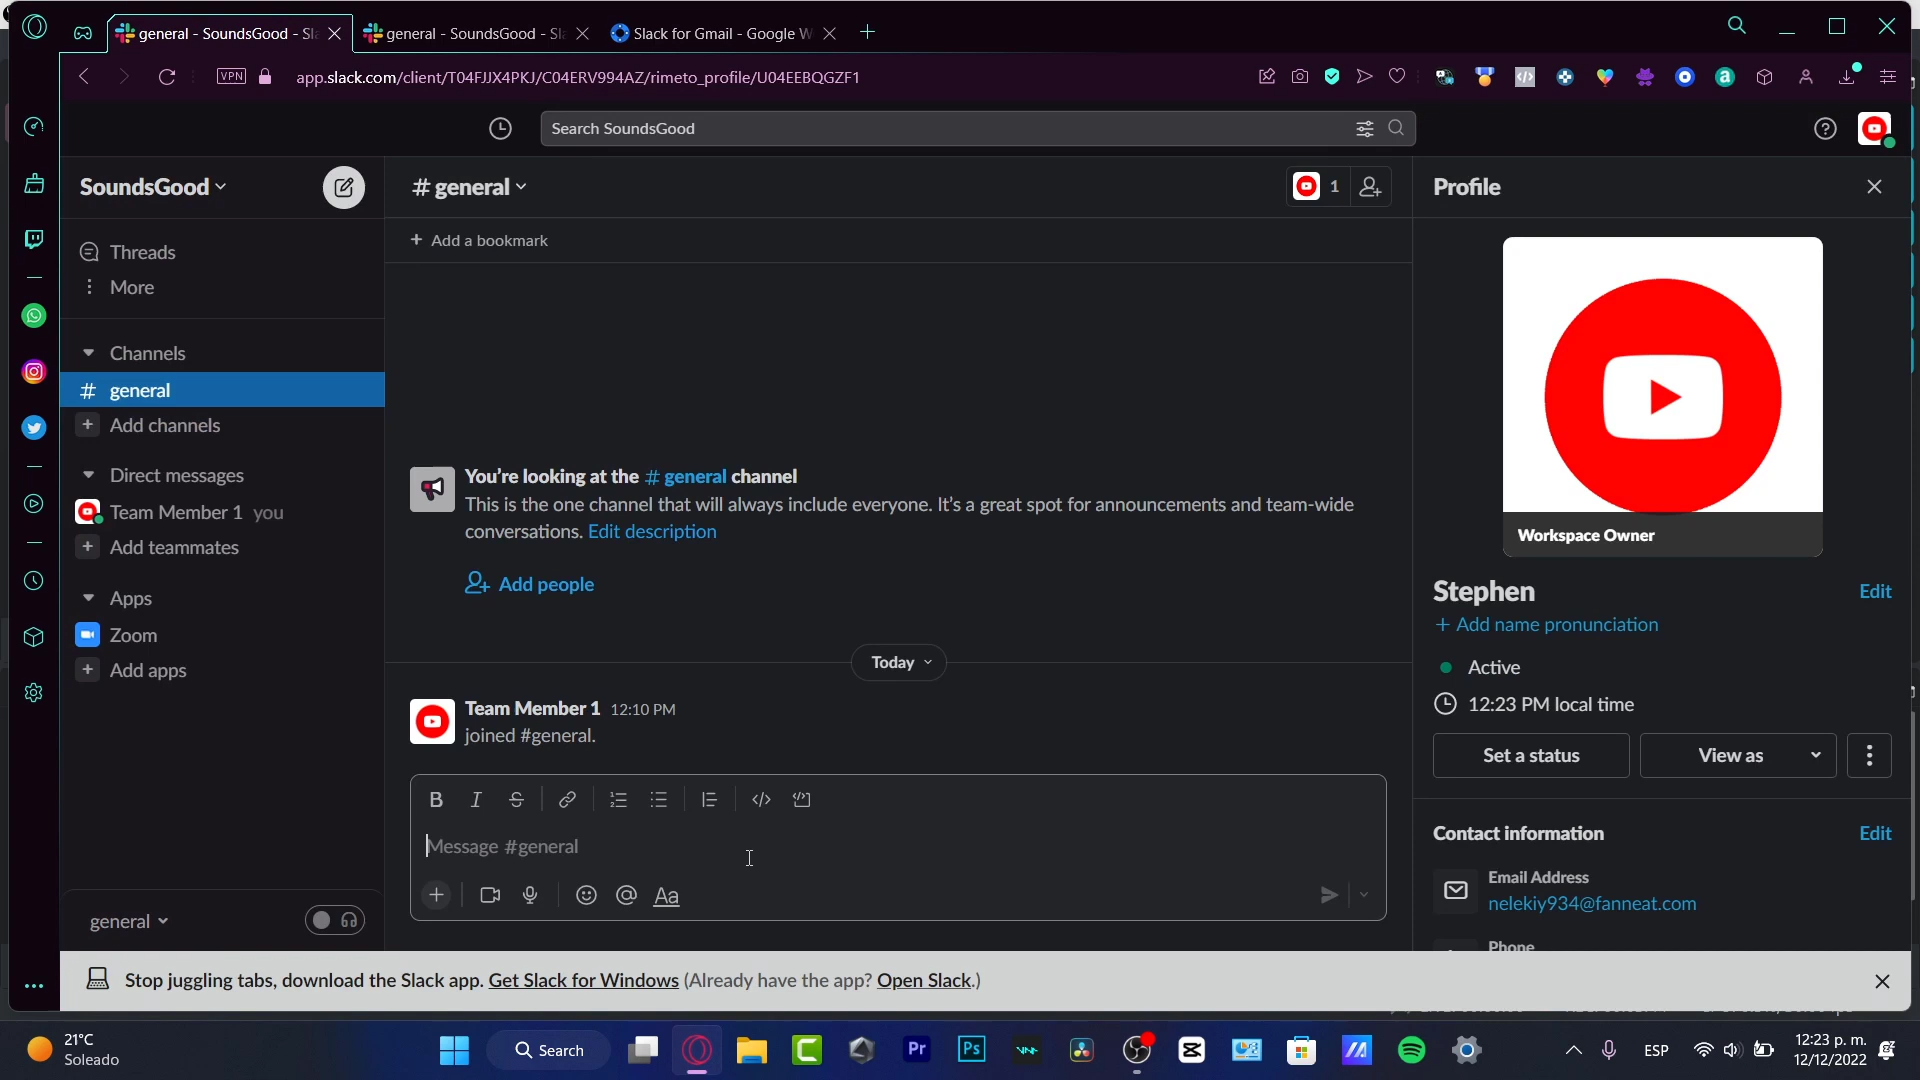 general - SoundsGood - Sl
general - SoundsGood - Sl
Slack for Gmail - Google W
VPN
app.slack.com/client/T04FJJX4PKJ/C04ERV994AZ/rimeto_profile/U04EEBQGZF1
Search SoundsGood
SoundsGood
# general
1
Profile
Threads
More
+ Add a bookmark
Channels
# general
+ Add channels
Direct messages
Team Member 1 you
+ Add teammates
Apps
Zoom
+ Add apps
You're looking at the # general channel
This is the one channel that will always include everyone. It's a great spot for announcements and team-wide
conversations. Edit description
Add people
Today
Team Member 1 12:10 PM
joined #general.
Message #general
Aa
Workspace Owner
Stephen
Edit
+ Add name pronunciation
Active
12:23 PM local time
Set a status
View as
Contact information
Edit
Email Address
nelekiy934@fanneat.com
Phone
general
Stop juggling tabs, download the Slack app. Get Slack for Windows (Already have the app? Open Slack.)
21°C
Soleado
Search
Pr
Ps
ESP
12:23 p. m.
12/12/2022